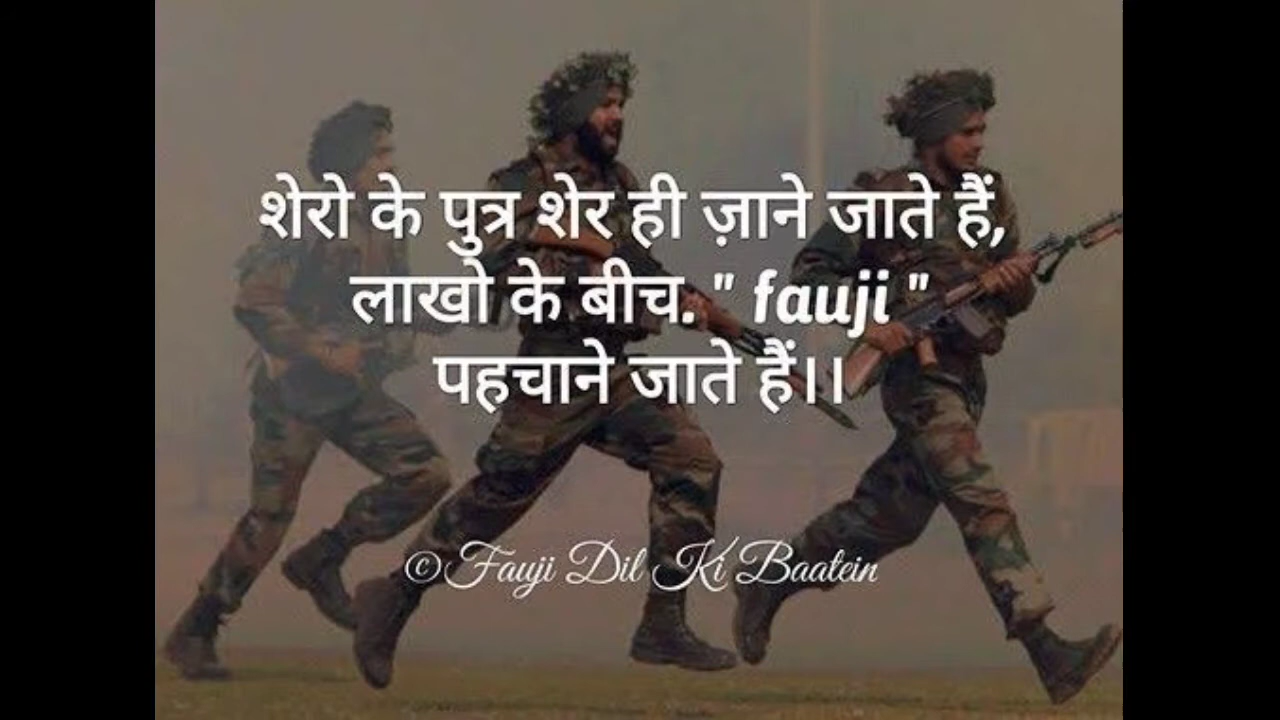 शेरो के पुत्र शेर ही ज़ाने जाते हैं,
लाखो के बीच. " fauji "
पहचाने जाते हैं।।
©Fauji Dil Ki Baatein